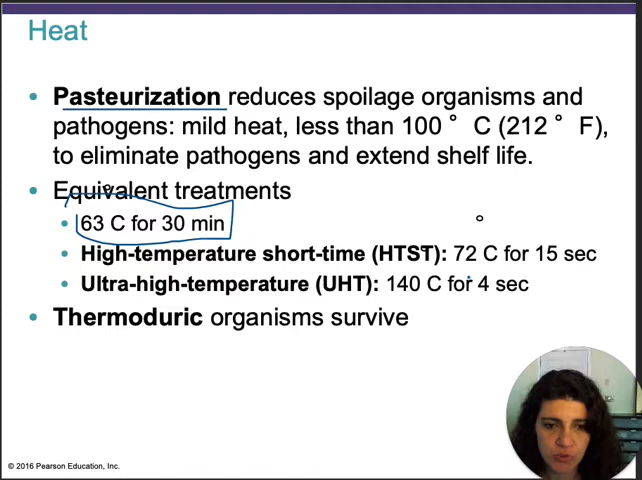 Heat
• Pasteurization reduces spoilage organisms and
pathogens: mild heat, less than 100 ° C (212 ° F),
to eliminate pathogens and extend shelf life.
• Equivalent treatments
• 63 C for 30 min
• High-temperature short-time (HTST): 72 C for 15 sec
• Ultra-high-temperature (UHT): 140 C for 4 sec
• Thermoduric organisms survive
© 2016 Pearson Education, Inc.